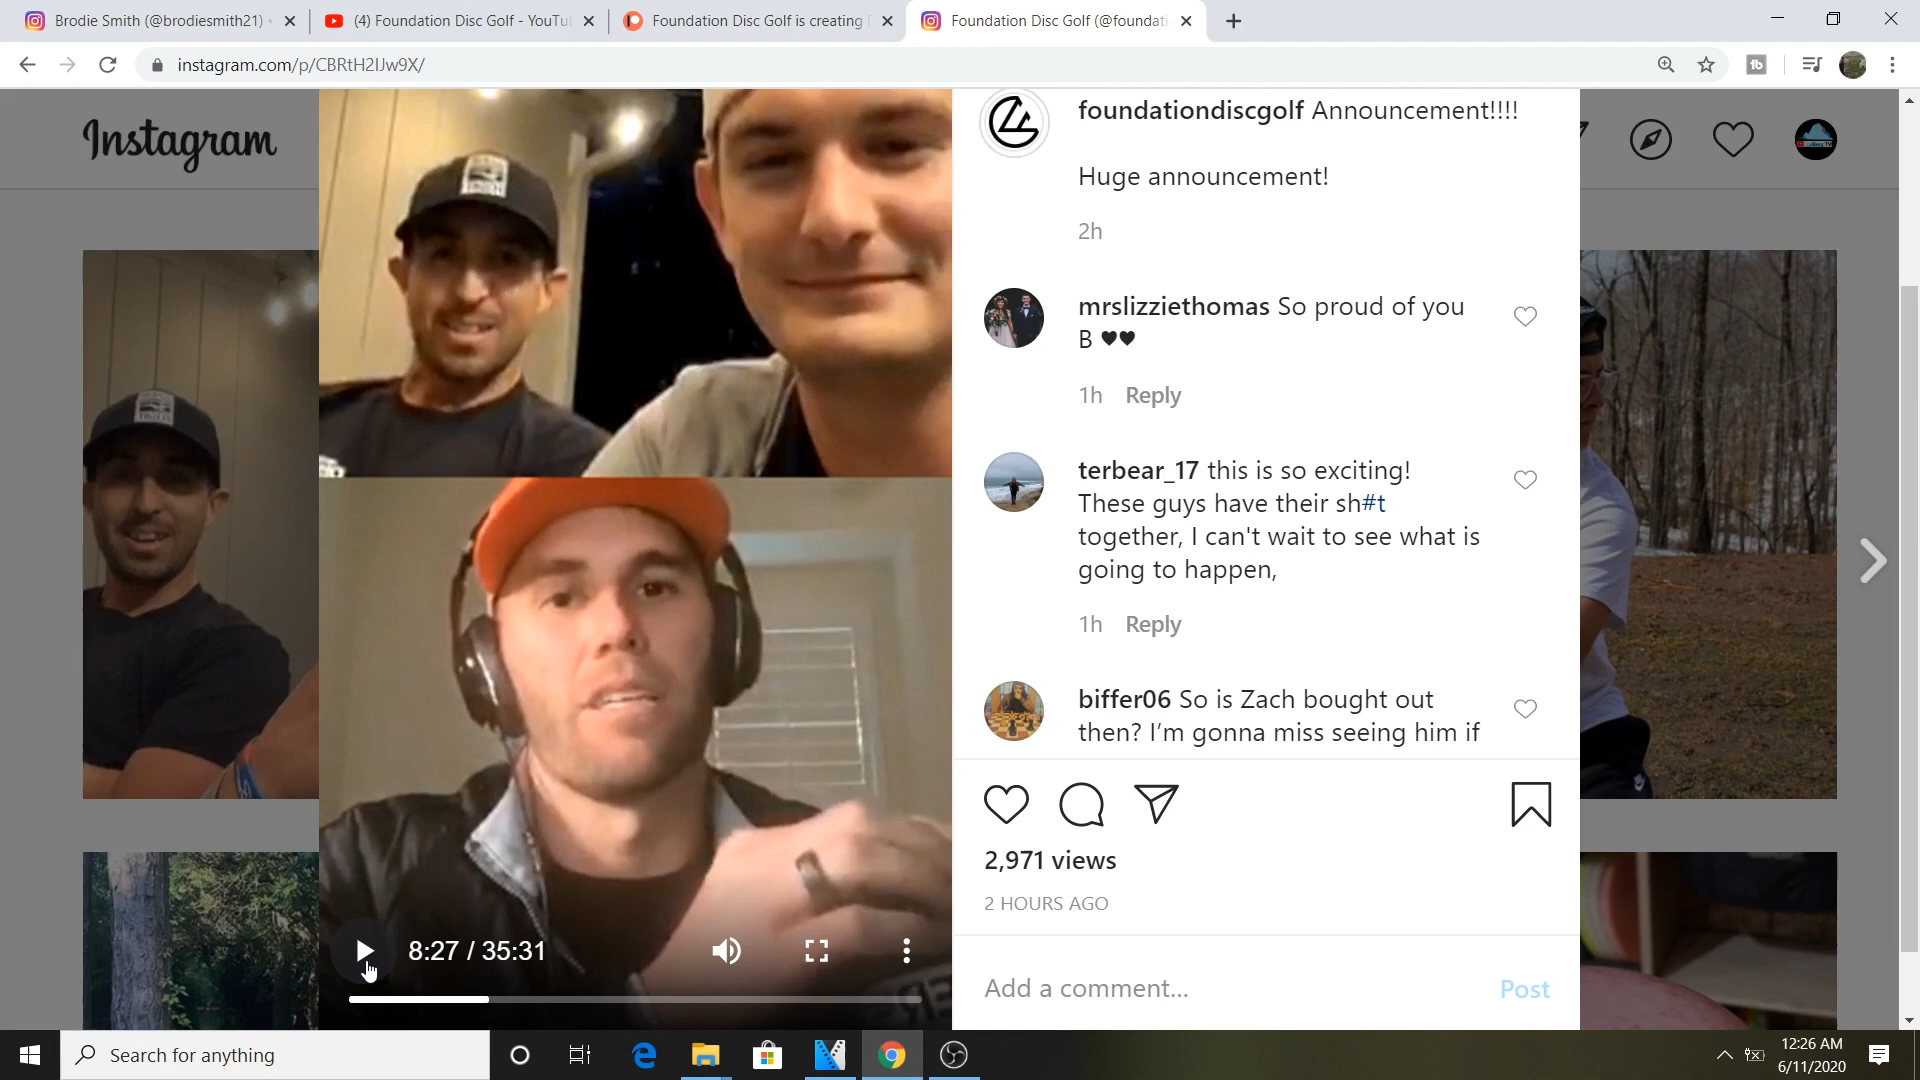 Brodie Smith (@brodiesmith21)
(4) Foundation Disc Golf - YouTu
Foundation Disc Golf is creating
Foundation Disc Golf (@foundati
instagram.com/p/CBRtH2IJw9X/
tb
Instagram
foundationdiscgolf Announcement!!!!
Huge announcement!
2h
mrslizziethomas So proud of you
B ♥♥
1h Reply
terbear_17 this is so exciting!
These guys have their sh#t
together, I can't wait to see what is
going to happen,
1h Reply
biffer06 So is Zach bought out
then? I'm gonna miss seeing him if
2,971 views
2 HOURS AGO
8:27 / 35:31
Add a comment... Post
Search for anything
12:26 AM
6/11/2020